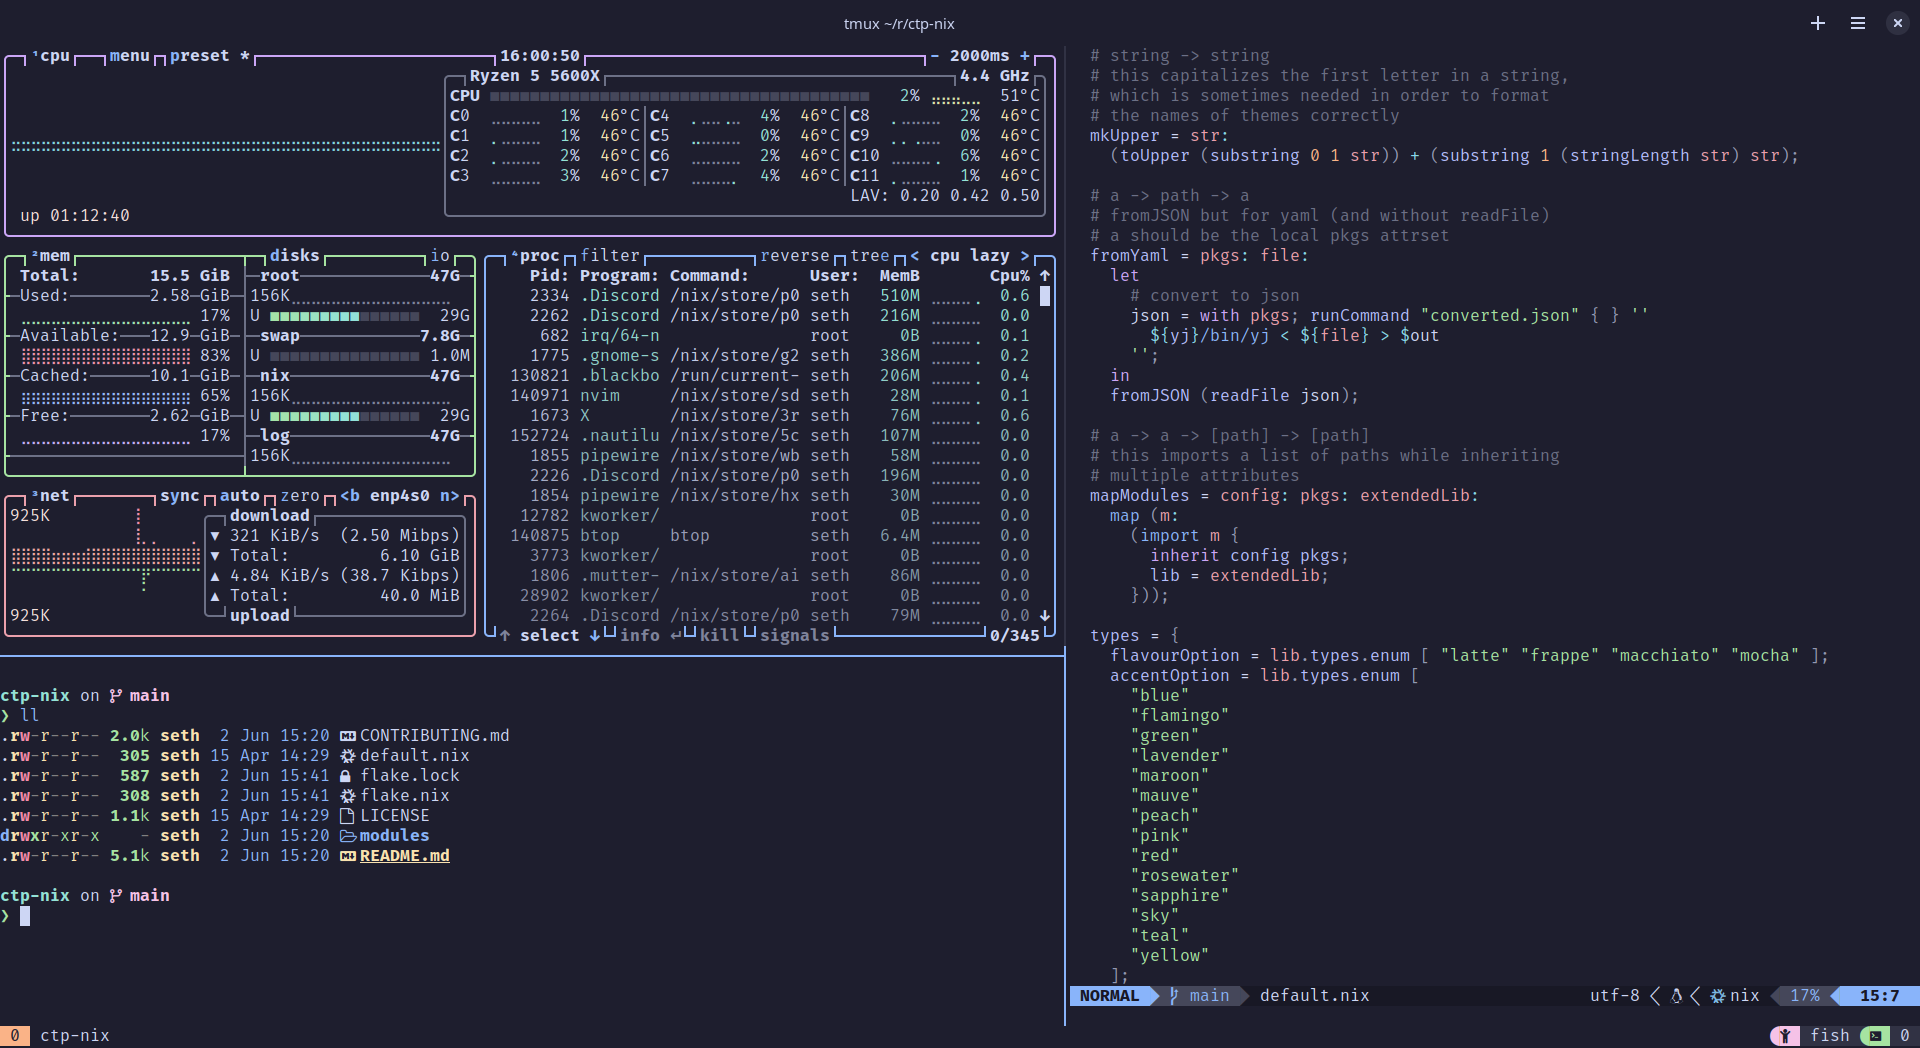 tmux ~/r/ctp-nix
¹cpu menu preset * 16:00:50 - 2000ms +
Ryzen 5 5600X 4.4 GHz
CPU 2% 51°C
C0 1% 46°C C4 4% 46°C C8 2% 46°C
C1 1% 46°C C5 0% 46°C C9 0% 46°C
C2 2% 46°C C6 2% 46°C C10 6% 46°C
C3 3% 46°C C7 4% 46°C C11 1% 46°C
LAV: 0.20 0.42 0.50
up 01:12:40
²mem disks io
Total: 15.5 GiB root 47G
Used: 2.58 GiB 156K
17% U 29G
Available: 12.9 GiB swap 7.8G
83% U 1.0M
Cached: 10.1 GiB nix 47G
65% 156K
Free: 2.62 GiB U 29G
17% log 47G
156K
³net sync auto zero <b enp4s0 n>
925K download
▼ 321 KiB/s (2.50 Mibps)
▼ Total: 6.10 GiB
▲ 4.84 KiB/s (38.7 Kibps)
▲ Total: 40.0 MiB
925K upload
⁴proc filter reverse tree < cpu lazy >
Pid: Program: Command: User: MemB Cpu% ↑
2334 .Discord /nix/store/p0 seth 510M 0.6
2262 .Discord /nix/store/p0 seth 216M 0.0
682 irq/64-n root 0B 0.1
1775 .gnome-s /nix/store/g2 seth 386M 0.2
130821 .blackbo /run/current- seth 206M 0.4
140971 nvim /nix/store/sd seth 28M 0.1
1673 X /nix/store/3r seth 76M 0.6
152724 .nautilu /nix/store/5c seth 107M 0.0
1855 pipewire /nix/store/wb seth 58M 0.0
2226 .Discord /nix/store/p0 seth 196M 0.0
1854 pipewire /nix/store/hx seth 30M 0.0
12782 kworker/ root 0B 0.0
140875 btop btop seth 6.4M 0.0
3773 kworker/ root 0B 0.0
1806 .mutter- /nix/store/ai seth 86M 0.0
28902 kworker/ root 0B 0.0
2264 .Discord /nix/store/p0 seth 79M 0.0 ↓
↑ select ↓ info ↵ kill signals 0/345
ctp-nix on main
❯ ll
.rw-r--r-- 2.0k seth 2 Jun 15:20 CONTRIBUTING.md
.rw-r--r-- 305 seth 15 Apr 14:29 default.nix
.rw-r--r-- 587 seth 2 Jun 15:41 flake.lock
.rw-r--r-- 308 seth 2 Jun 15:41 flake.nix
.rw-r--r-- 1.1k seth 15 Apr 14:29 LICENSE
drwxr-xr-x - seth 2 Jun 15:20 modules
.rw-r--r-- 5.1k seth 2 Jun 15:20 README.md
ctp-nix on main
❯
# string -> string
# this capitalizes the first letter in a string,
# which is sometimes needed in order to format
# the names of themes correctly
mkUpper = str:
(toUpper (substring 0 1 str)) + (substring 1 (stringLength str) str);
# a -> path -> a
# fromJSON but for yaml (and without readFile)
# a should be the local pkgs attrset
fromYaml = pkgs: file:
let
# convert to json
json = with pkgs; runCommand "converted.json" { } ''
${yj}/bin/yj < ${file} > $out
'';
in
fromJSON (readFile json);
# a -> a -> [path] -> [path]
# this imports a list of paths while inheriting
# multiple attributes
mapModules = config: pkgs: extendedLib:
map (m:
(import m {
inherit config pkgs;
lib = extendedLib;
}));
types = {
flavourOption = lib.types.enum [ "latte" "frappe" "macchiato" "mocha" ];
accentOption = lib.types.enum [
"blue"
"flamingo"
"green"
"lavender"
"maroon"
"mauve"
"peach"
"pink"
"red"
"rosewater"
"sapphire"
"sky"
"teal"
"yellow"
];
NORMAL main default.nix utf-8 nix 17% 15:7
0 ctp-nix fish 0